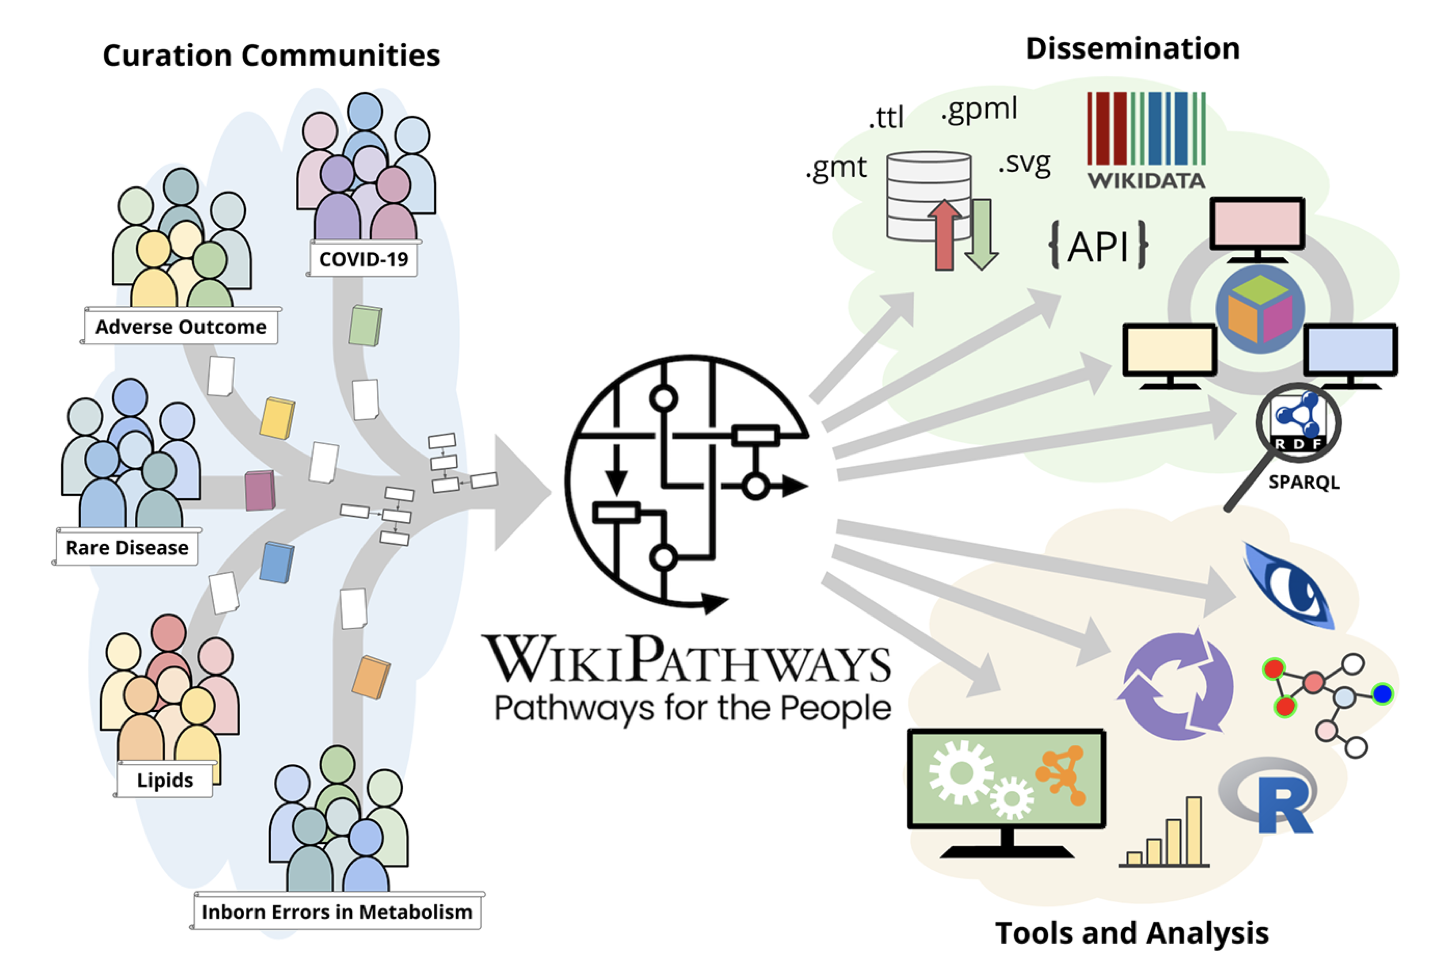 Curation Communities
COVID-19
Adverse Outcome
Rare Disease
Lipids
Inborn Errors in Metabolism
WIKIPATHWAYS
Pathways for the People
Dissemination
.ttl
.gpml
.gmt
.svg
WIKIDATA
{API}
RDF
SPARQL
R
Tools and Analysis